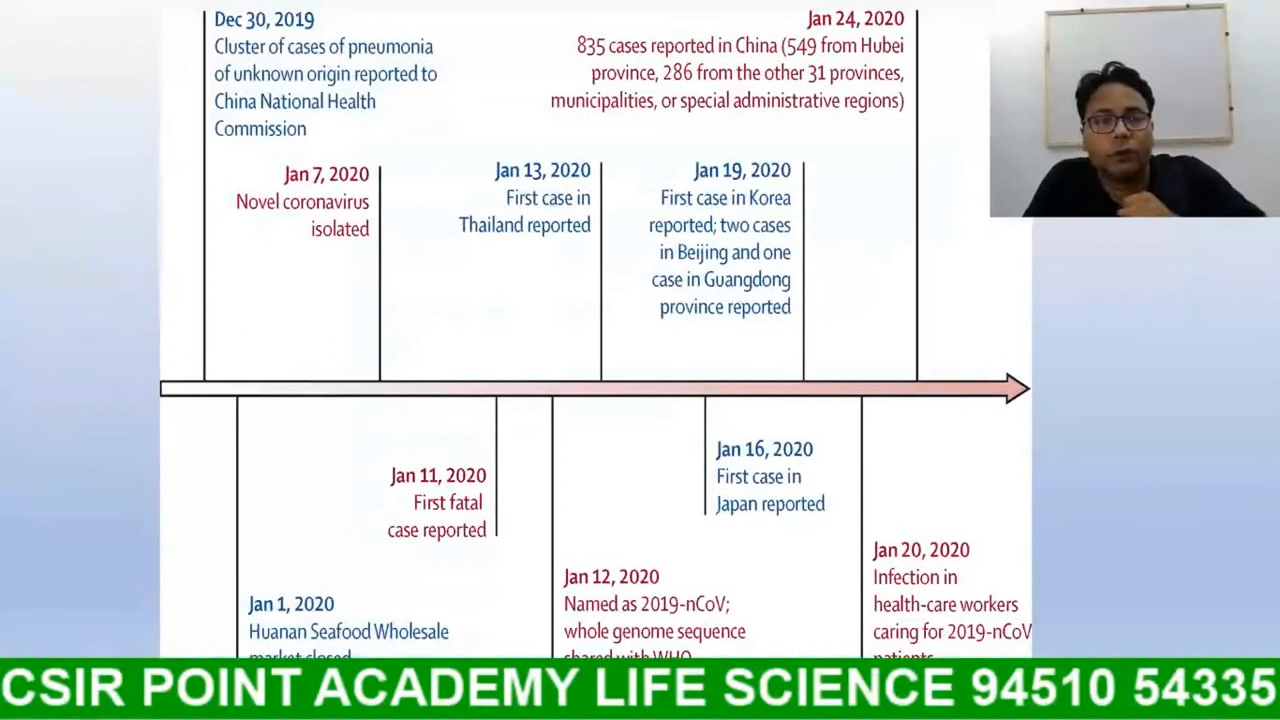 Dec 30, 2019
Cluster of cases of pneumonia
of unknown origin reported to
China National Health
Commission
Jan 24, 2020
835 cases reported in China (549 from Hubei
province, 286 from the other 31 provinces,
municipalities, or special administrative regions)
Jan 7, 2020
Novel coronavirus
isolated
Jan 13, 2020
First case in
Thailand reported
Jan 19, 2020
First case in Korea
reported; two cases
in Beijing and one
case in Guangdong
province reported
Jan 11, 2020
First fatal
case reported
Jan 16, 2020
First case in
Japan reported
Jan 1, 2020
Huanan Seafood Wholesale
market closed
Jan 12, 2020
Named as 2019-nCoV;
whole genome sequence
shared with WHO
Jan 20, 2020
Infection in
health-care workers
caring for 2019-nCoV
patients
CSIR POINT ACADEMY LIFE SCIENCE 94510 54335